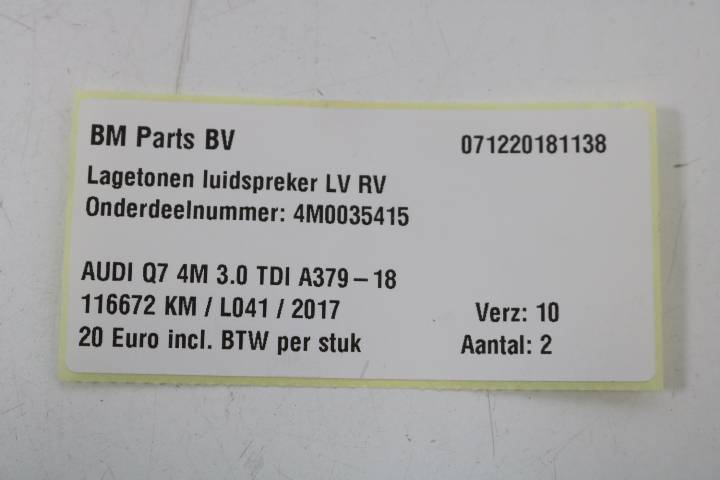 BM Parts BV 071220181138
Lagetonen luidspreker LV RV
Onderdeelnummer: 4M0035415
AUDI Q7 4M 3.0 TDI A379-18
116672 KM / L041 / 2017 Verz: 10
20 Euro incl. BTW per stuk Aantal: 2